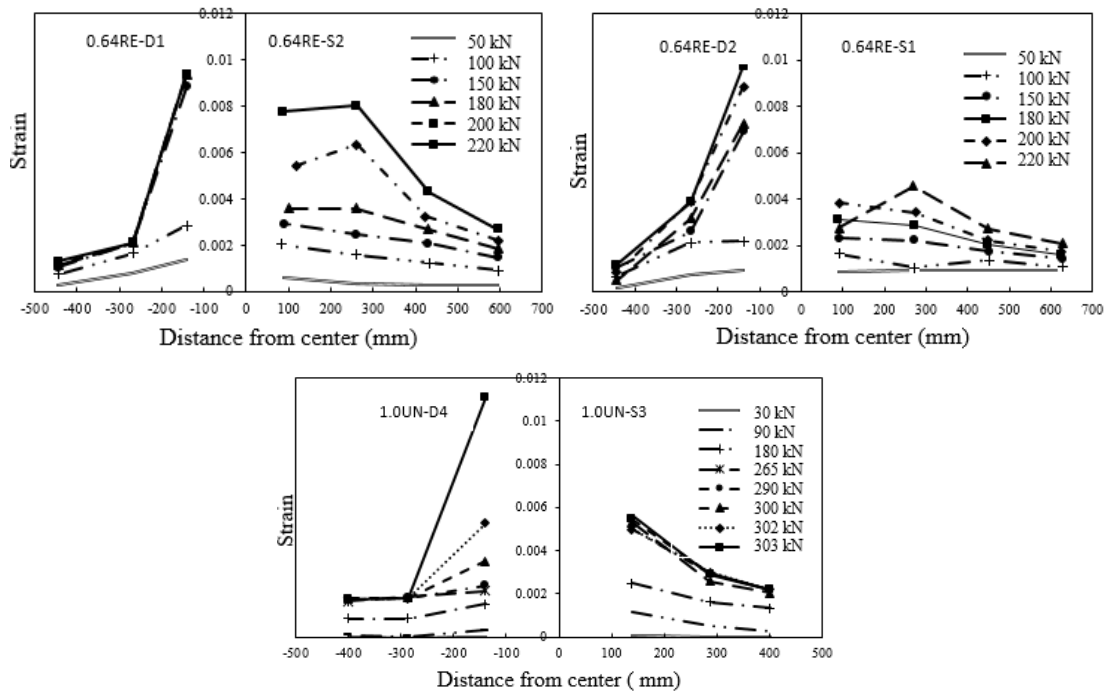 0.64RE-D1
0.64RE-S2
0.012
0.01
0.008
0.006
0.004
0.002
0
Strain
50 kN
100 kN
150 kN
180 kN
200 kN
220 kN
-500 -400 -300 -200 -100 0 100 200 300 400 500 600 700
Distance from center (mm)
0.64RE-D2
0.64RE-S1
0.012
0.01
0.008
0.006
0.004
0.002
0
Strain
50 kN
100 kN
150 kN
180 kN
200 kN
220 kN
-500 -400 -300 -200 -100 0 100 200 300 400 500 600 700
Distance from center (mm)
1.0UN-D4
1.0UN-S3
0.012
0.01
0.008
0.006
0.004
0.002
0
Strain
30 kN
90 kN
180 kN
265 kN
290 kN
300 kN
302 kN
303 kN
-500 -400 -300 -200 -100 0 100 200 300 400 500
Distance from center ( mm)